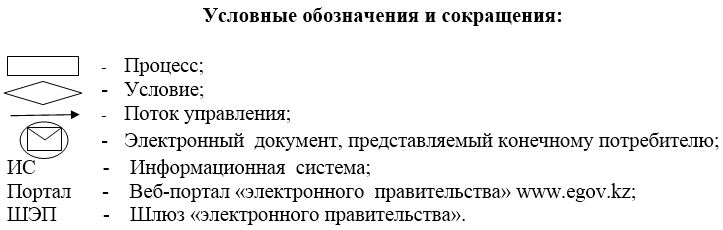 Условные обозначения и сокращения:
- Процесс;
- Условие;
- Поток управления;
- Электронный документ, представляемый конечному потребителю;
ИС - Информационная система;
Портал - Веб-портал «электронного правительства» www.egov.kz;
ШЭП - Шлюз «электронного правительства».